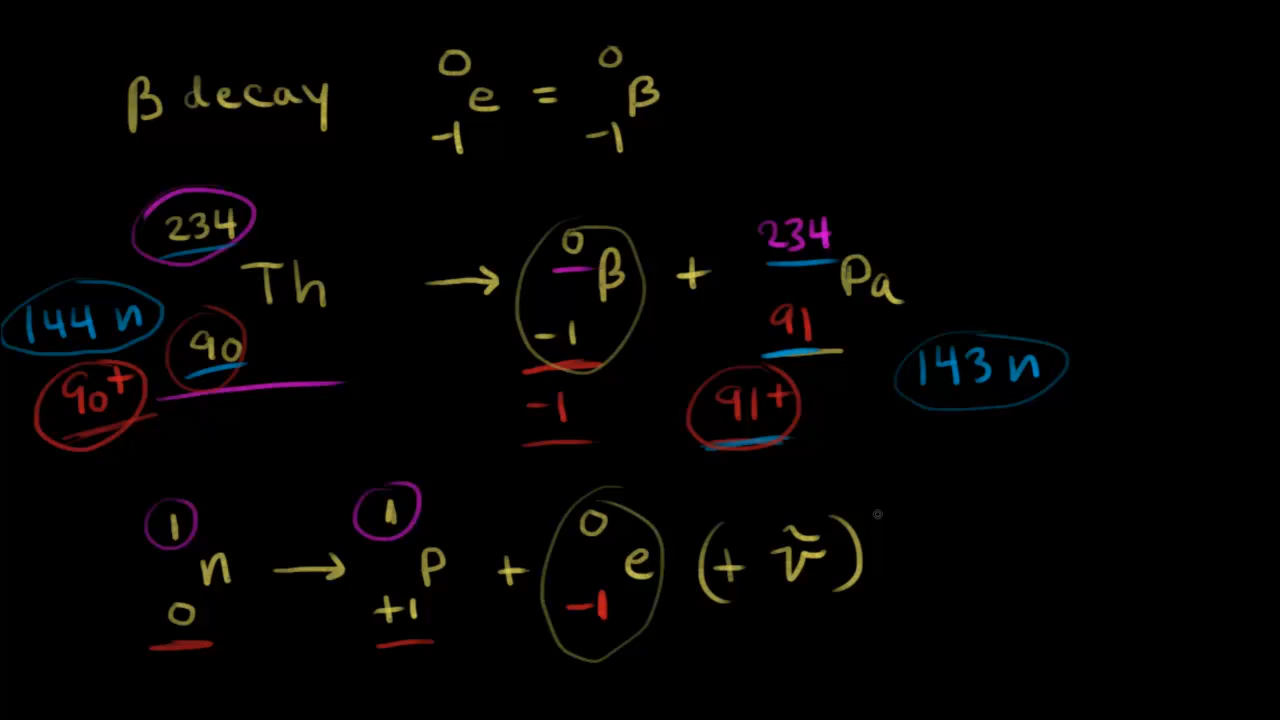 β decay 0 -1 e = 0 -1 β
234 90 Th → 0 -1 β + 234 91 Pa
144 n 143 n
90+ -1 91+
1 0 n → 1 +1 p + 0 -1 e (+ ν̃)